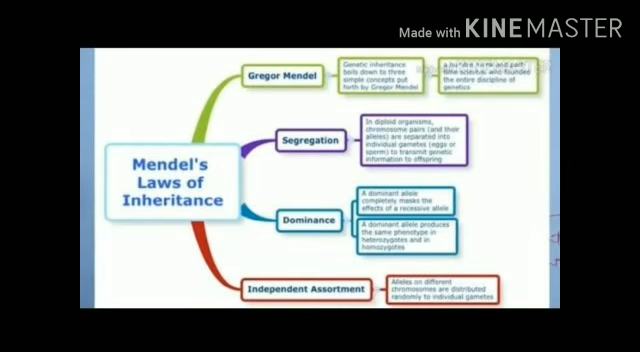 Made with KINEMASTER
Gregor Mendel
Genetic inheritance
boils down to three
simple concepts put
forth by Gregor Mendel
time scientist who founded
the entire discipline of
genetics
Segregation
In diploid organisms,
chromosome pairs (and their
alleles) are separated into
individual gametes (eggs or
sperm) to transmit genetic
information to offspring
Mendel's
Laws of
Inheritance
Dominance
A dominant allele
completely masks the
effects of a recessive allele
A dominant allele produces
the same phenotype in
heterozygotes and in
homozygotes
Independent Assortment
Alleles on different
chromosomes are distributed
randomly to individual gametes